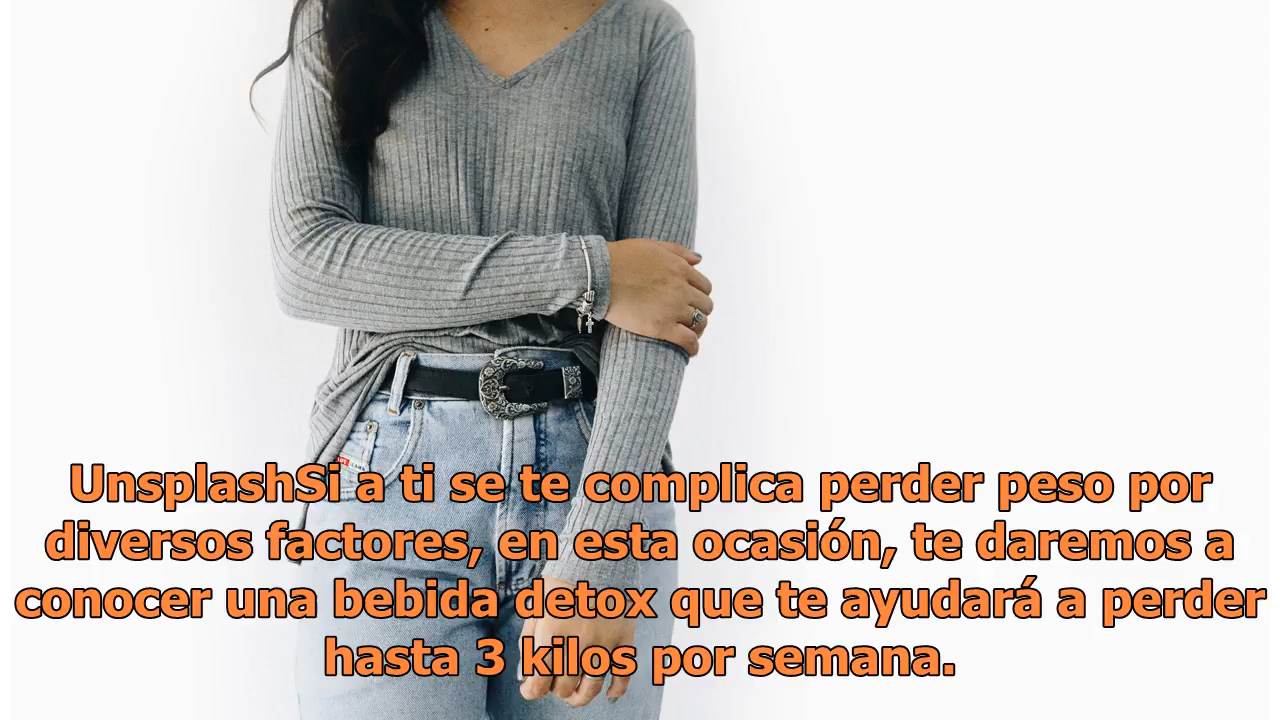 UnsplashSi a ti se te complica perder peso por
diversos factores, en esta ocasión, te daremos a
conocer una bebida detox que te ayudará a perder
hasta 3 kilos por semana.